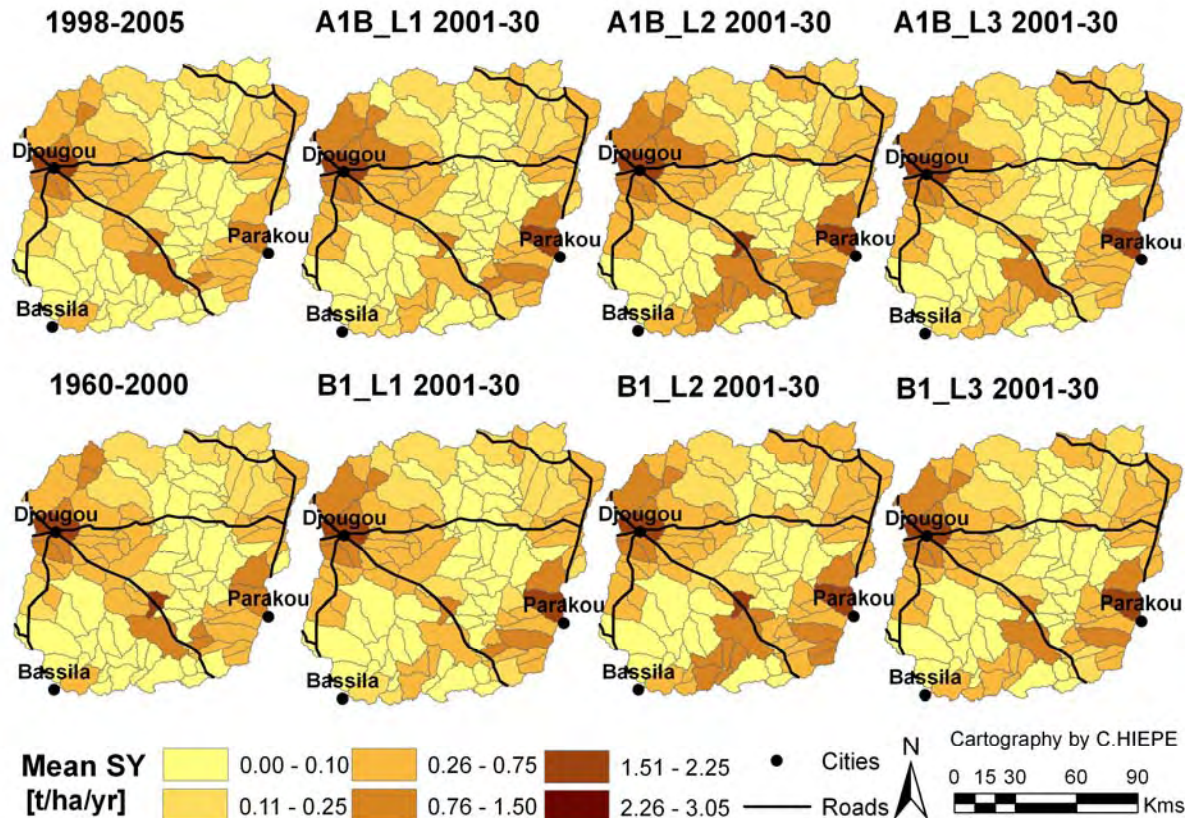 1998-2005
A1B_L1 2001-30
A1B_L2 2001-30
A1B_L3 2001-30
Djougou
Parakou
Bassila
Djougou
Parakou
Bassila
Djougou
Parakou
Bassila
Djougou
Parakou
Bassila
1960-2000
B1_L1 2001-30
B1_L2 2001-30
B1_L3 2001-30
Djougou
Parakou
Bassila
Djougou
Parakou
Bassila
Djougou
Parakou
Bassila
Djougou
Parakou
Bassila
Mean SY
[t/ha/yr]
0.00 - 0.10
0.11 - 0.25
0.26 - 0.75
0.76 - 1.50
1.51 - 2.25
2.26 - 3.05
Cities
Roads
N
Cartography by C.HIEPE
0 15 30 60 90
Kms